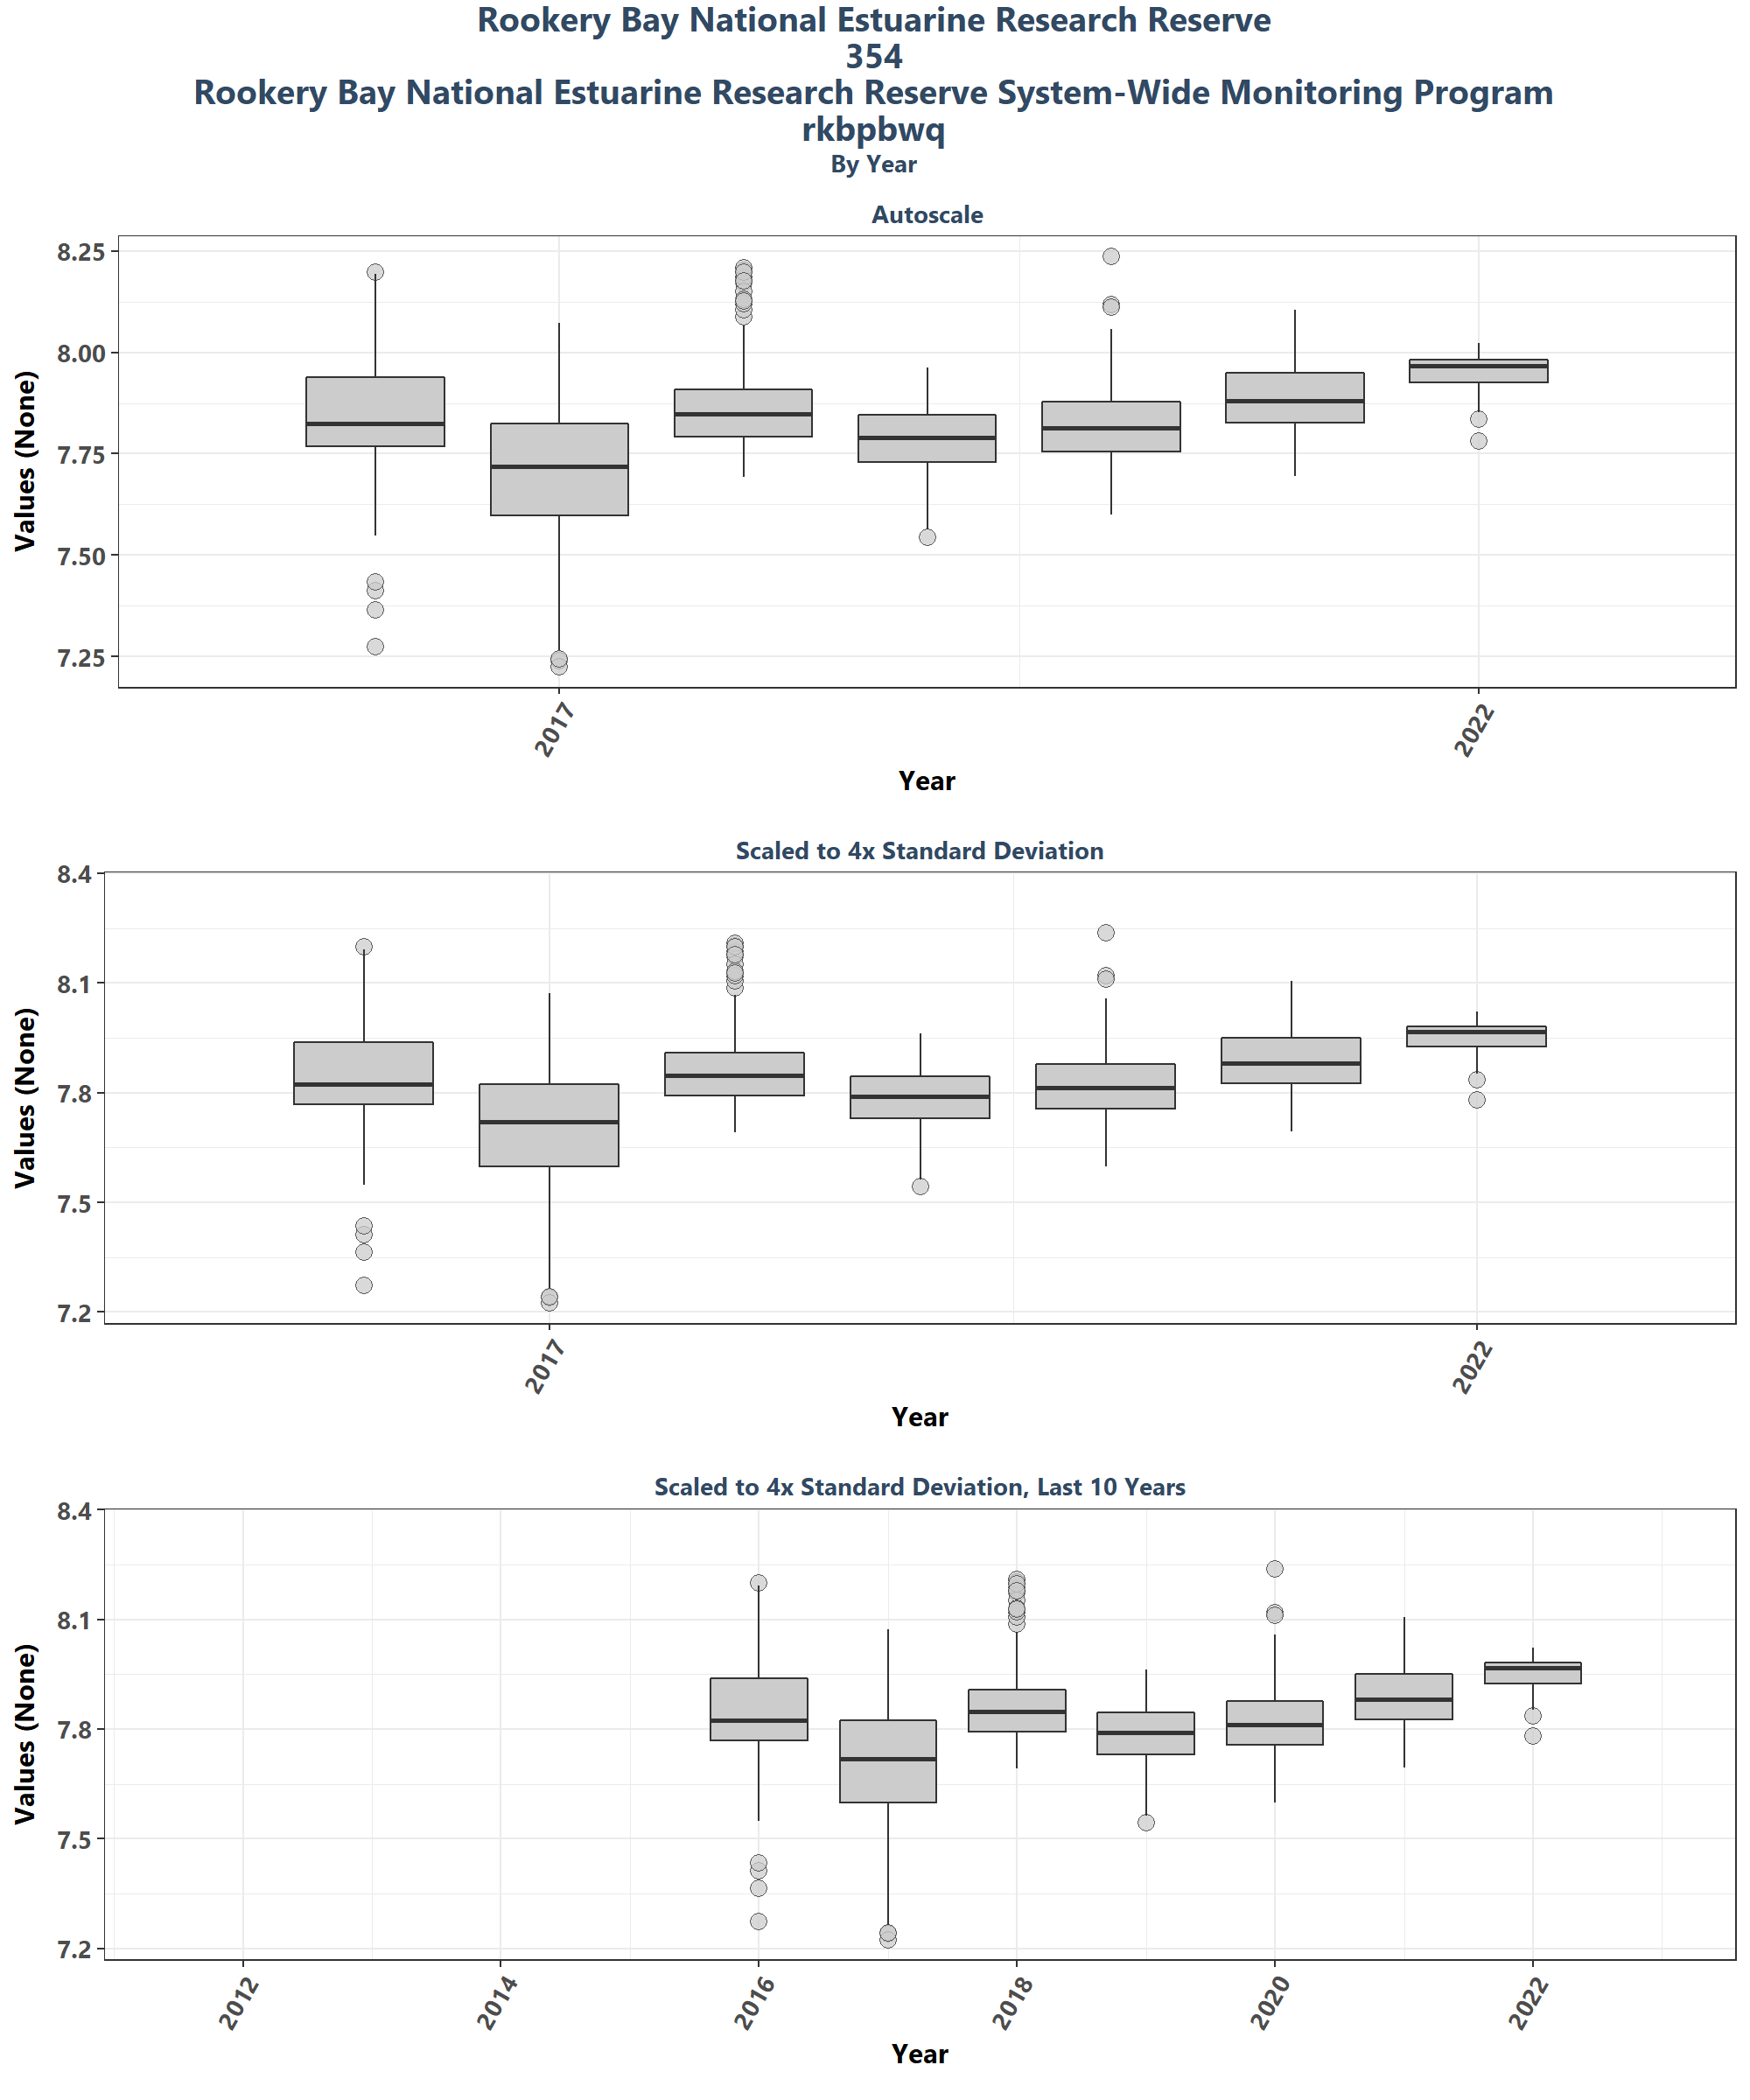 Rookery Bay National Estuarine Research Reserve
354
Rookery Bay National Estuarine Research Reserve System-Wide Monitoring Program
rkbpbwq
By Year
Autoscale
Values (None)
8.25
8.00
7.75
7.50
7.25
2017
2022
Year
Scaled to 4x Standard Deviation
Values (None)
8.4
8.1
7.8
7.5
7.2
2017
2022
Year
Scaled to 4x Standard Deviation, Last 10 Years
Values (None)
8.4
8.1
7.8
7.5
7.2
2012
2014
2016
2018
2020
2022
Year